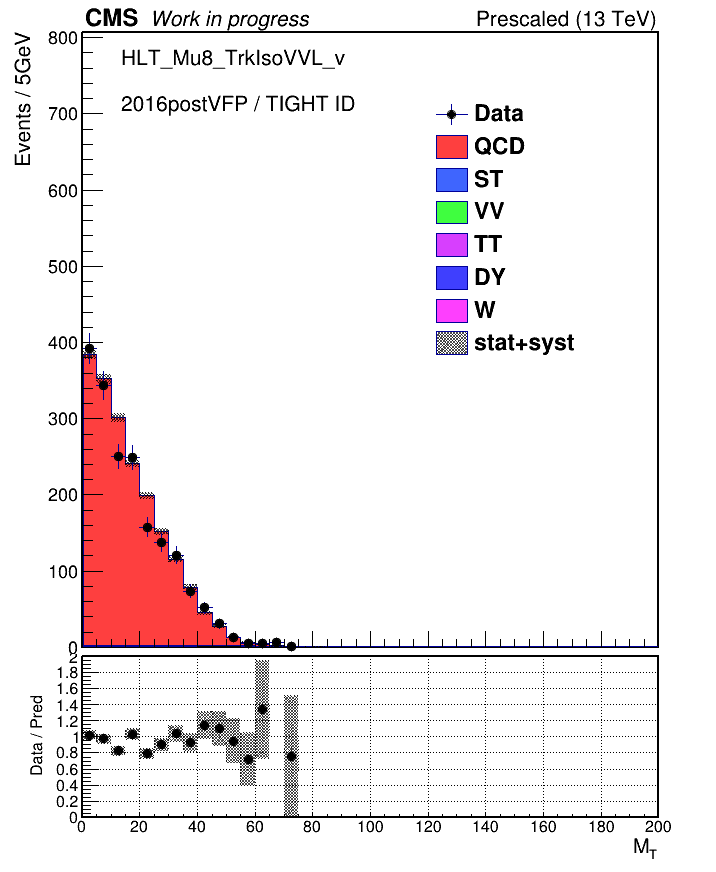 CMS Work in progress Prescaled (13 TeV)
Events / 5GeV
HLT_Mu8_TrkIsoVVL_v
2016postVFP / TIGHT ID
Data
QCD
ST
VV
TT
DY
W
stat+syst
800
700
600
500
400
300
200
100
0
Data / Pred
2
1.8
1.6
1.4
1.2
1
0.8
0.6
0.4
0.2
0
0 20 40 60 80 100 120 140 160 180 200
M_T